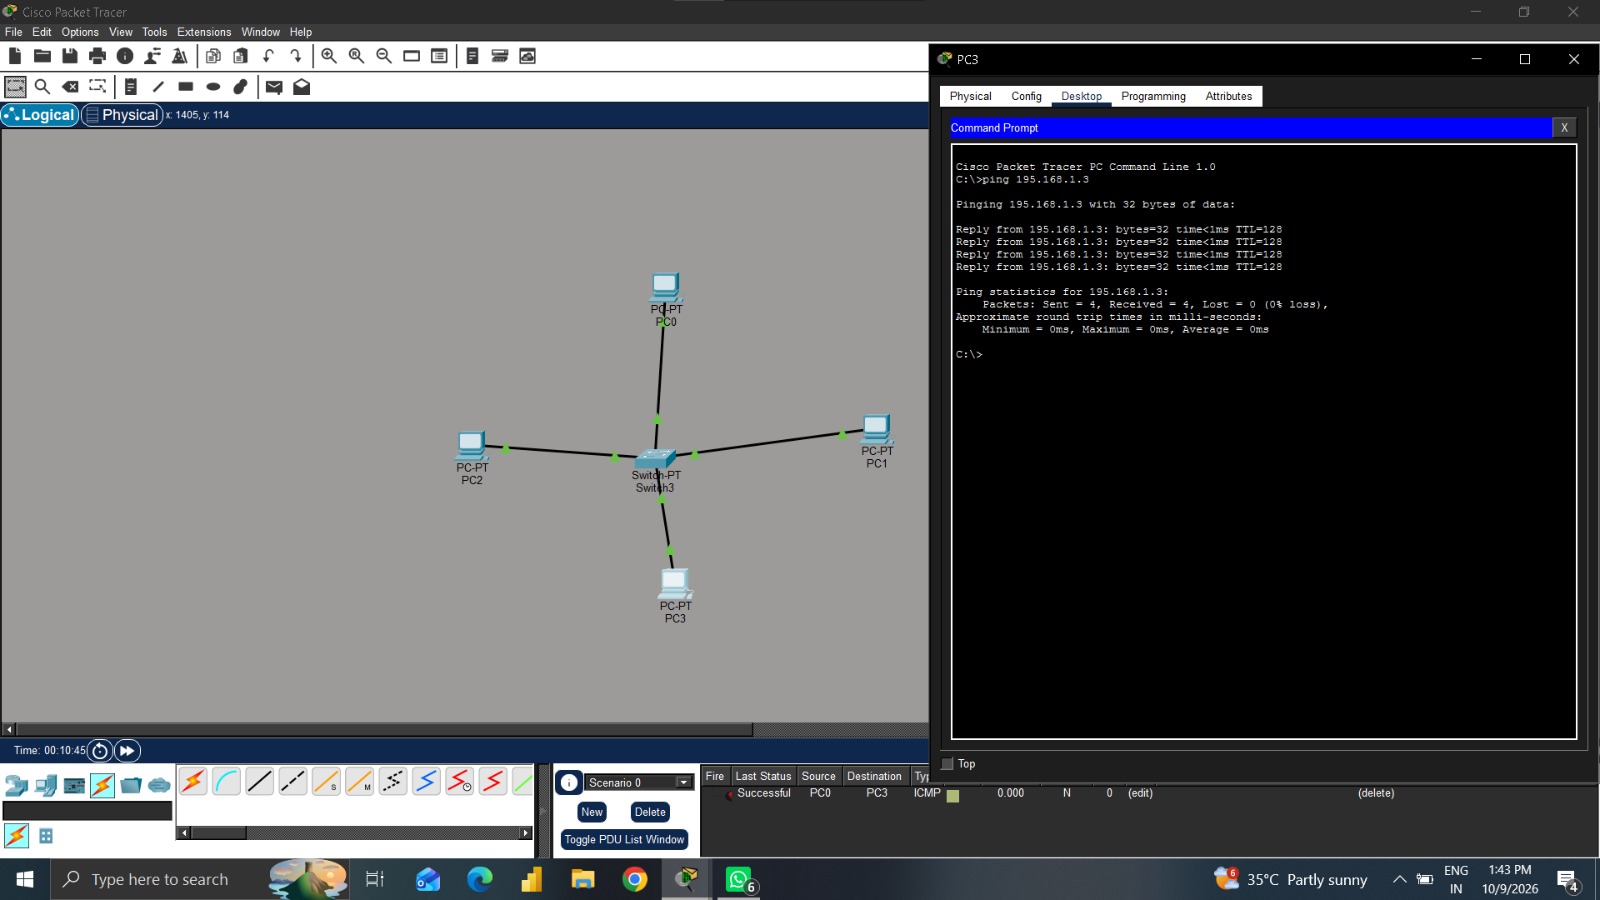 Cisco Packet Tracer
File Edit Options View Tools Extensions Window Help
Logical Physical x: 1405, y: 114
PC-PT
PC0
PC-PT
PC1
PC-PT
PC2
Switch-PT
Switch3
PC-PT
PC3
Time: 00:10:45
S
M
Scenario 0
New Delete
Toggle PDU List Window
Fire Last Status Source Destination Typ
Successful PC0 PC3 ICMP 0.000 N 0 (edit) (delete)
PC3
Physical Config Desktop Programming Attributes
Command Prompt X
Cisco Packet Tracer PC Command Line 1.0
C:\>ping 195.168.1.3
Pinging 195.168.1.3 with 32 bytes of data:
Reply from 195.168.1.3: bytes=32 time<1ms TTL=128
Reply from 195.168.1.3: bytes=32 time<1ms TTL=128
Reply from 195.168.1.3: bytes=32 time<1ms TTL=128
Reply from 195.168.1.3: bytes=32 time<1ms TTL=128
Ping statistics for 195.168.1.3:
Packets: Sent = 4, Received = 4, Lost = 0 (0% loss),
Approximate round trip times in milli-seconds:
Minimum = 0ms, Maximum = 0ms, Average = 0ms
C:\>
Top
Type here to search
6
6
35°C Partly sunny
ENG
IN
1:43 PM
10/9/2026
4